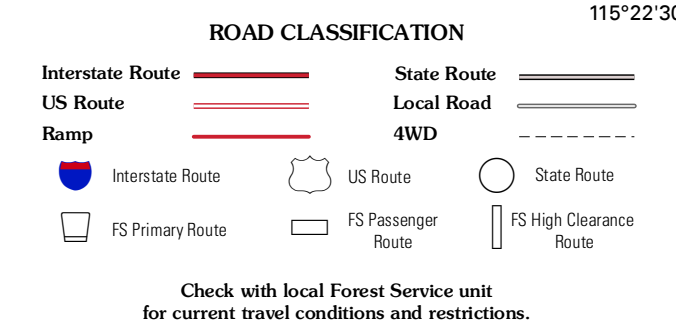 115°22'30
ROAD CLASSIFICATION
Interstate Route
State Route
US Route
Local Road
Ramp
4WD
Interstate Route
US Route
State Route
FS Primary Route
FS Passenger
Route
FS High Clearance
Route
Check with local Forest Service unit
for current travel conditions and restrictions.